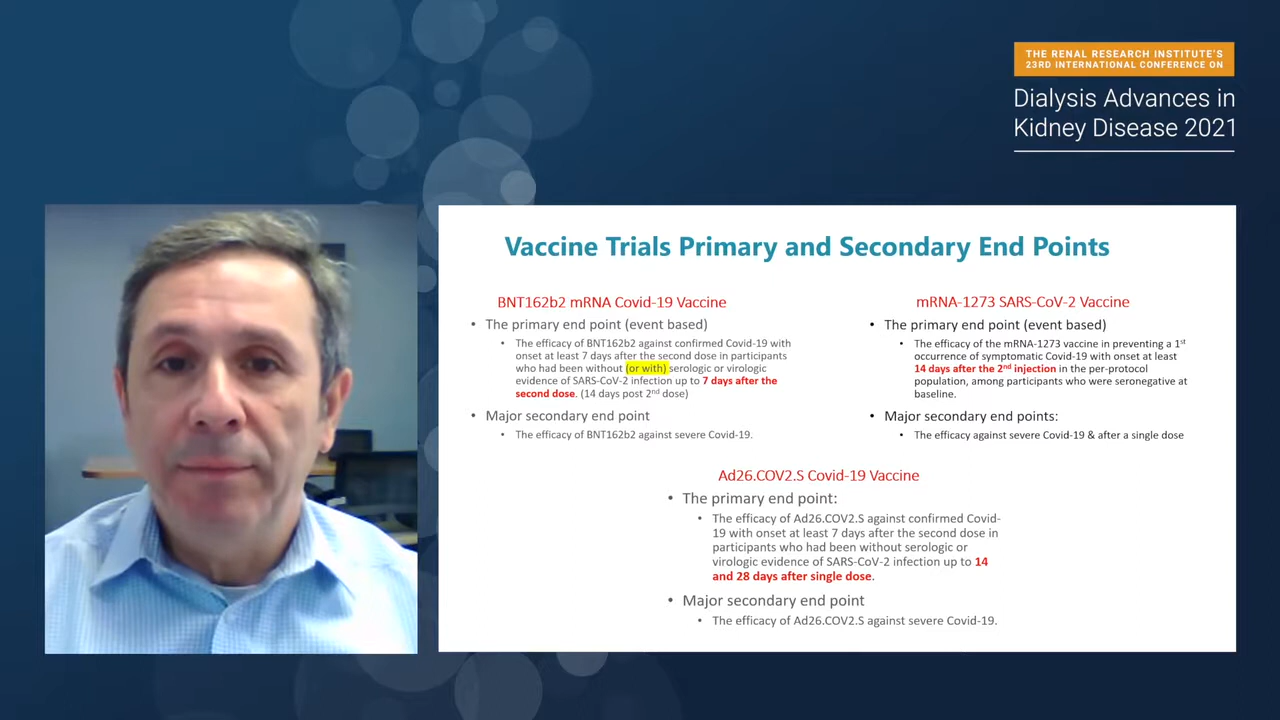 THE RENAL RESEARCH INSTITUTE'S
23RD INTERNATIONAL CONFERENCE ON
Dialysis Advances in
Kidney Disease 2021
Vaccine Trials Primary and Secondary End Points
BNT162b2 mRNA Covid-19 Vaccine
• The primary end point (event based)
• The efficacy of BNT162b2 against confirmed Covid-19 with
onset at least 7 days after the second dose in participants
who had been without (or with) serologic or virologic
evidence of SARS-CoV-2 infection up to 7 days after the
second dose. (14 days post 2nd dose)
• Major secondary end point
• The efficacy of BNT162b2 against severe Covid-19.
mRNA-1273 SARS-CoV-2 Vaccine
• The primary end point (event based)
• The efficacy of the mRNA-1273 vaccine in preventing a 1st
occurrence of symptomatic Covid-19 with onset at least
14 days after the 2nd injection in the per-protocol
population, among participants who were seronegative at
baseline.
• Major secondary end points:
• The efficacy against severe Covid-19 & after a single dose
Ad26.COV2.S Covid-19 Vaccine
• The primary end point:
• The efficacy of Ad26.COV2.S against confirmed Covid-
19 with onset at least 7 days after the second dose in
participants who had been without serologic or
virologic evidence of SARS-CoV-2 infection up to 14
and 28 days after single dose.
• Major secondary end point
• The efficacy of Ad26.COV2.S against severe Covid-19.